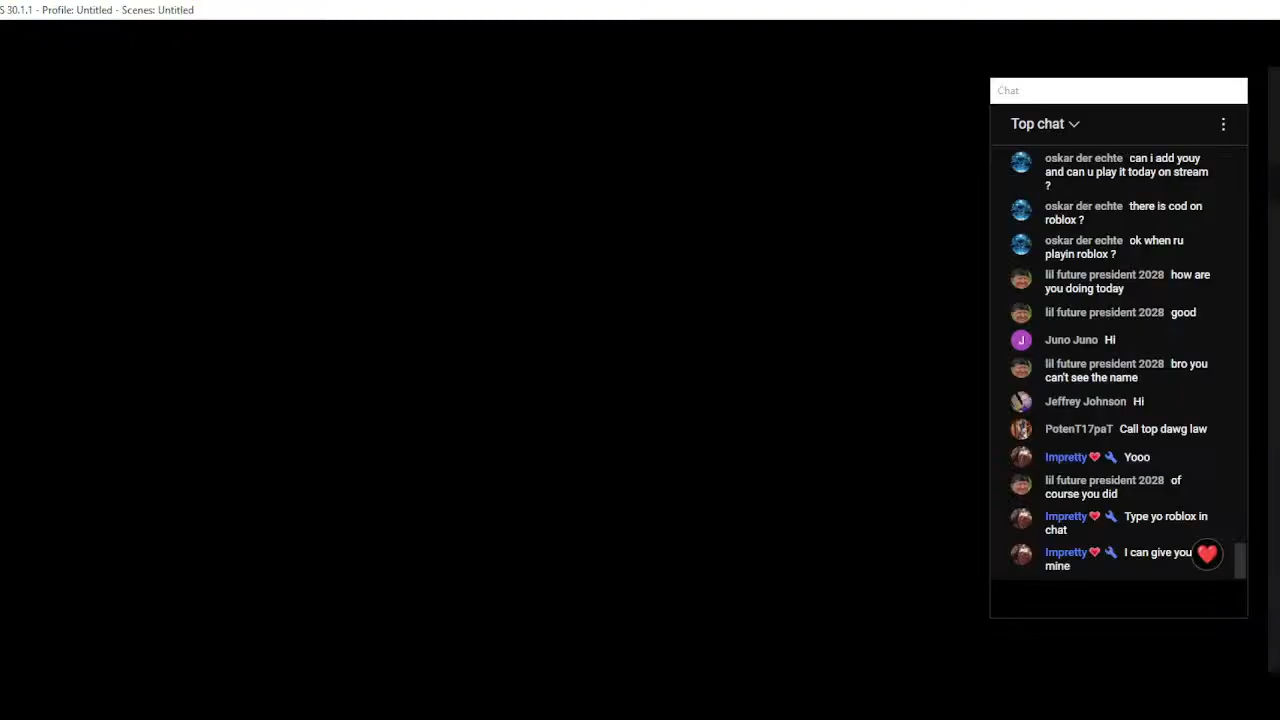 S 30.1.1 - Profile: Untitled - Scenes: Untitled
Chat
Top chat
oskar der echte can i add youy
and can u play it today on stream
?
oskar der echte there is cod on
roblox ?
oskar der echte ok when ru
playin roblox ?
lil future president 2028 how are
you doing today
lil future president 2028 good
J
Juno Juno Hi
lil future president 2028 bro you
can't see the name
Jeffrey Johnson Hi
PotenT17paT Call top dawg law
Impretty❤️ Yooo
lil future president 2028 of
course you did
Impretty❤️ Type yo roblox in
chat
Impretty❤️ I can give you
mine